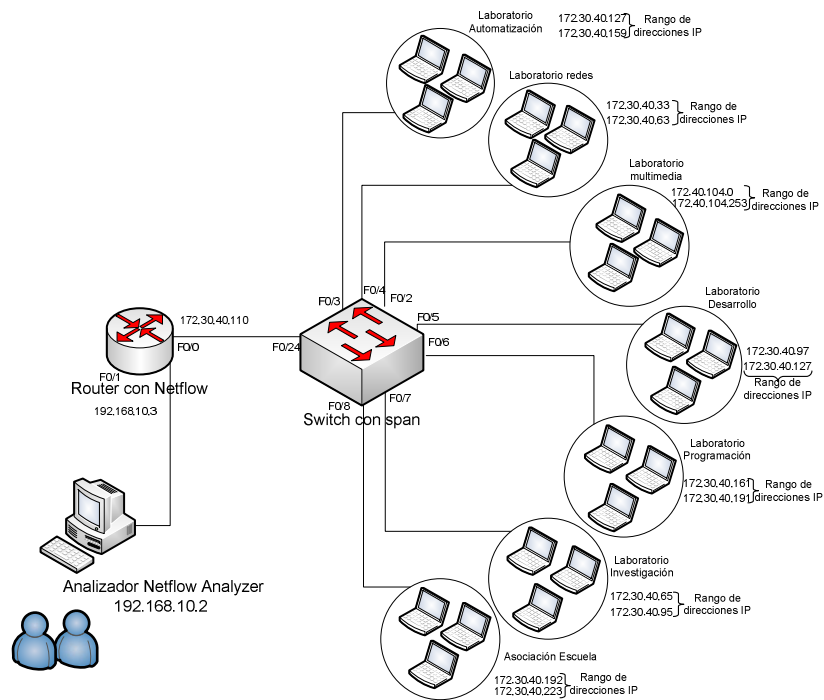 Laboratorio
Automatización
172.30.40.127
172.30.40.159
Rango de
direcciones IP
Laboratorio redes
172.30.40.33
172.30.40.63
Rango de
direcciones IP
Laboratorio
multimedia
172.40.104.0
172.40.104.253
Rango de
direcciones IP
Laboratorio
Desarrollo
172.30.40.97
172.30.40.127
Rango de
direcciones IP
F0/3
F0/4
F0/2
F0/5
F0/6
F0/24
F0/8
F0/7
Switch con span
172.30.40.110
F0/0
F0/1
Router con Netflow
192.168.10.3
Laboratorio
Programación
172.30.40.161
172.30.40.191
Rango de
direcciones IP
Laboratorio
Investigación
172.30.40.65
172.30.40.95
Rango de
direcciones IP
Analizador Netflow Analyzer
192.168.10.2
Asociación Escuela
172.30.40.192
172.30.40.223
Rango de
direcciones IP